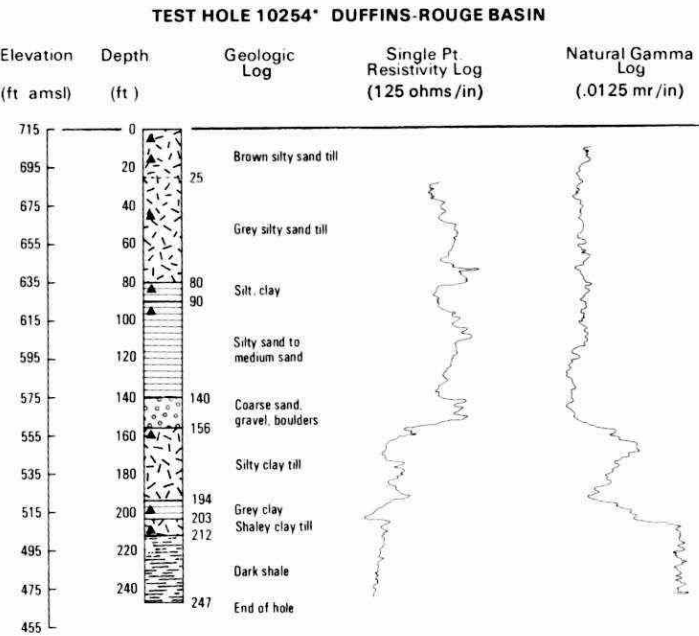 TEST HOLE 10254* DUFFINS-ROUGE BASIN
Elevation
(ft amsl)
Depth
(ft)
Geologic
Log
Single Pt.
Resistivity Log
(125 ohms/in)
Natural Gamma
Log
(.0125 mr/in)
715
695
675
655
635
615
595
575
555
535
515
495
475
455
0
20
40
60
80
100
120
140
160
180
200
220
240
25
80
90
140
156
194
203
212
247
Brown silty sand till
Grey silty sand till
Silt, clay
Silty sand to
medium sand
Coarse sand,
gravel, boulders
Silty clay till
Grey clay
Shaley clay till
Dark shale
End of hole